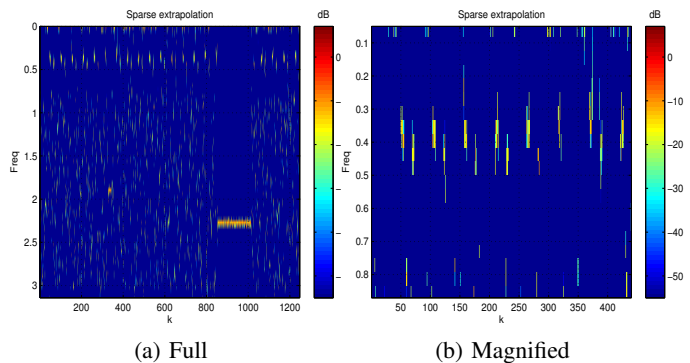 Sparse extrapolation
dB
0
0.5
1
1.5
2
2.5
3
Freq
200 400 600 800 1000 1200
k
0
−
−
−
−
−
(a) Full
Sparse extrapolation
dB
0.05
0.1
0.2
0.3
0.4
0.5
0.6
0.7
0.8
Freq
50 100 150 200 250 300 350 400
k
0
−10
−20
−30
−40
−50
(b) Magnified